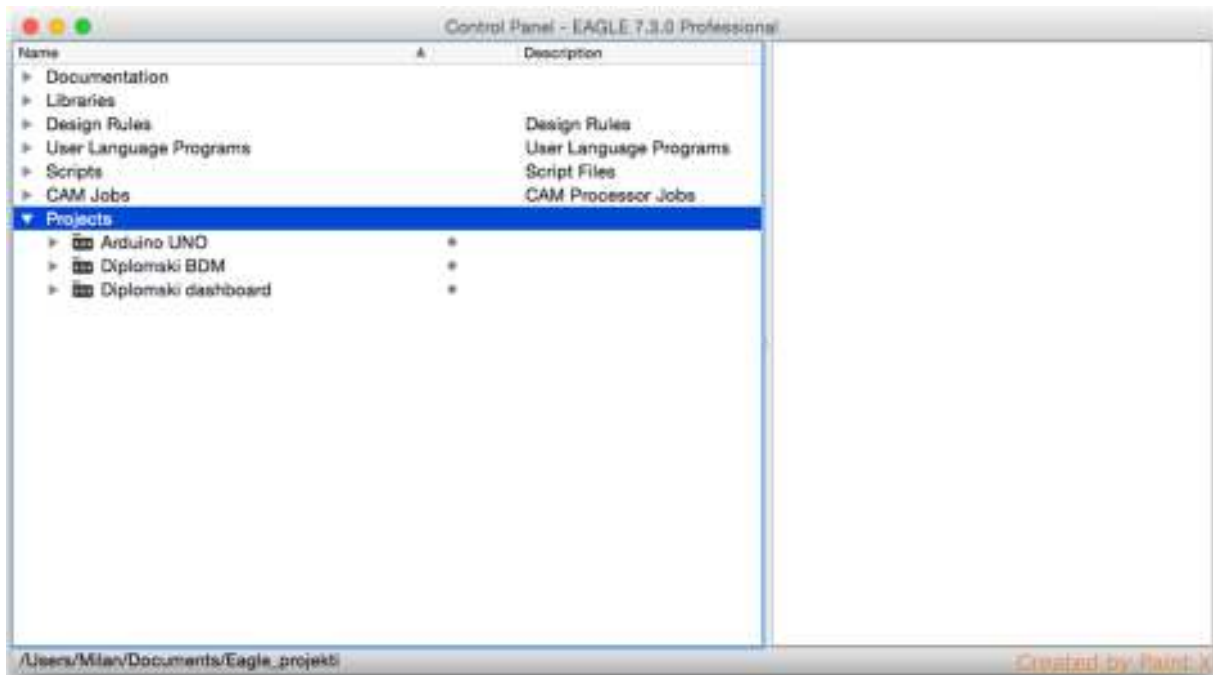 Control Panel - EAGLE 7.3.0 Professional
Name Description
Documentation
Libraries
Design Rules Design Rules
User Language Programs User Language Programs
Scripts Script Files
CAM Jobs CAM Processor Jobs
Projects
Arduino UNO
Diplomski BDM
Diplomski dashboard
/Users/Milan/Documents/Eagle_projekti
Created by Paint X